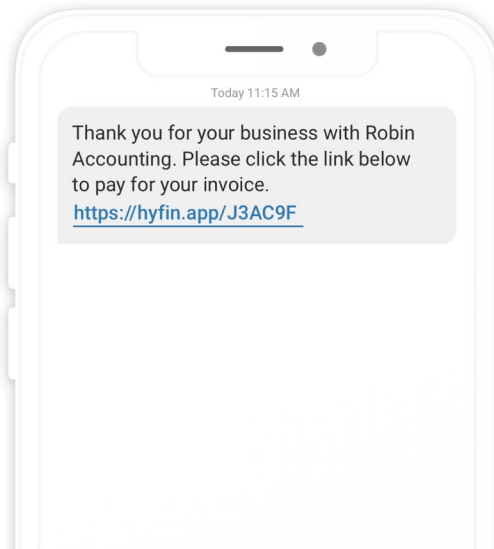 Today 11:15 AM
Thank you for your business with Robin
Accounting. Please click the link below
to pay for your invoice.
https://hyfin.app/J3AC9F